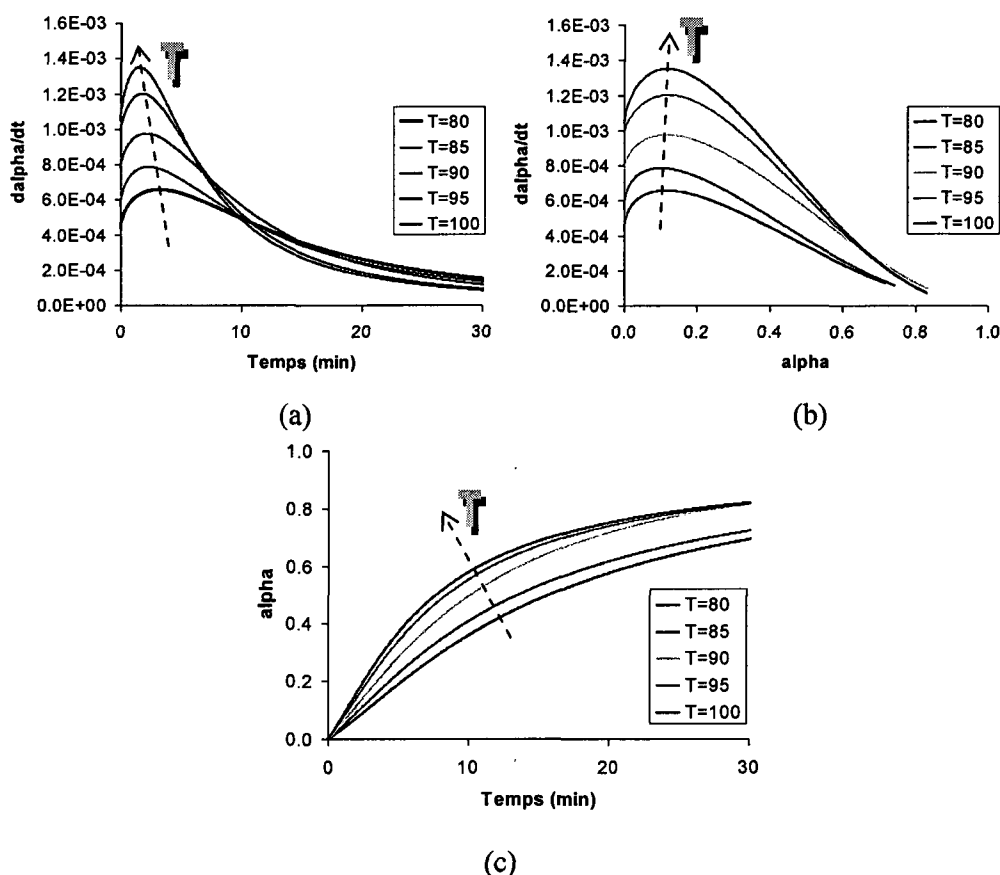 1.6E-03
1.4E-03
1.2E-03
1.0E-03
8.0E-04
6.0E-04
4.0E-04
2.0E-04
0.0E+00
dalpha/dt
T
T=80
T=85
T=90
T=95
T=100
0 10 20 30
Temps (min)
(a)
1.6E-03
1.4E-03
1.2E-03
1.0E-03
8.0E-04
6.0E-04
4.0E-04
2.0E-04
0.0E+00
dalpha/dt
T
T=80
T=85
T=90
T=95
T=100
0.0 0.2 0.4 0.6 0.8 1.0
alpha
(b)
1.0
0.8
0.6
0.4
0.2
0.0
alpha
T
T=80
T=85
T=90
T=95
T=100
0 10 20 30
Temps (min)
(c)